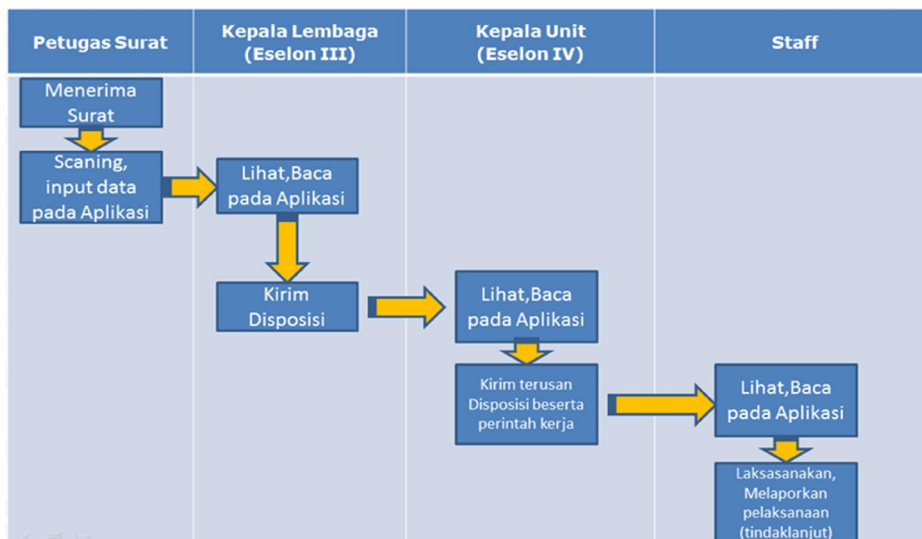 Petugas Surat
Kepala Lembaga
(Eselon III)
Kepala Unit
(Eselon IV)
Staff
Menerima
Surat
Scaning,
input data
pada Aplikasi
Lihat,Baca
pada Aplikasi
Kirim
Disposisi
Lihat,Baca
pada Aplikasi
Kirim terusan
Disposisi beserta
perintah kerja
Lihat,Baca
pada Aplikasi
Laksasanakan,
Melaporkan
pelaksanaan
(tindaklanjut)